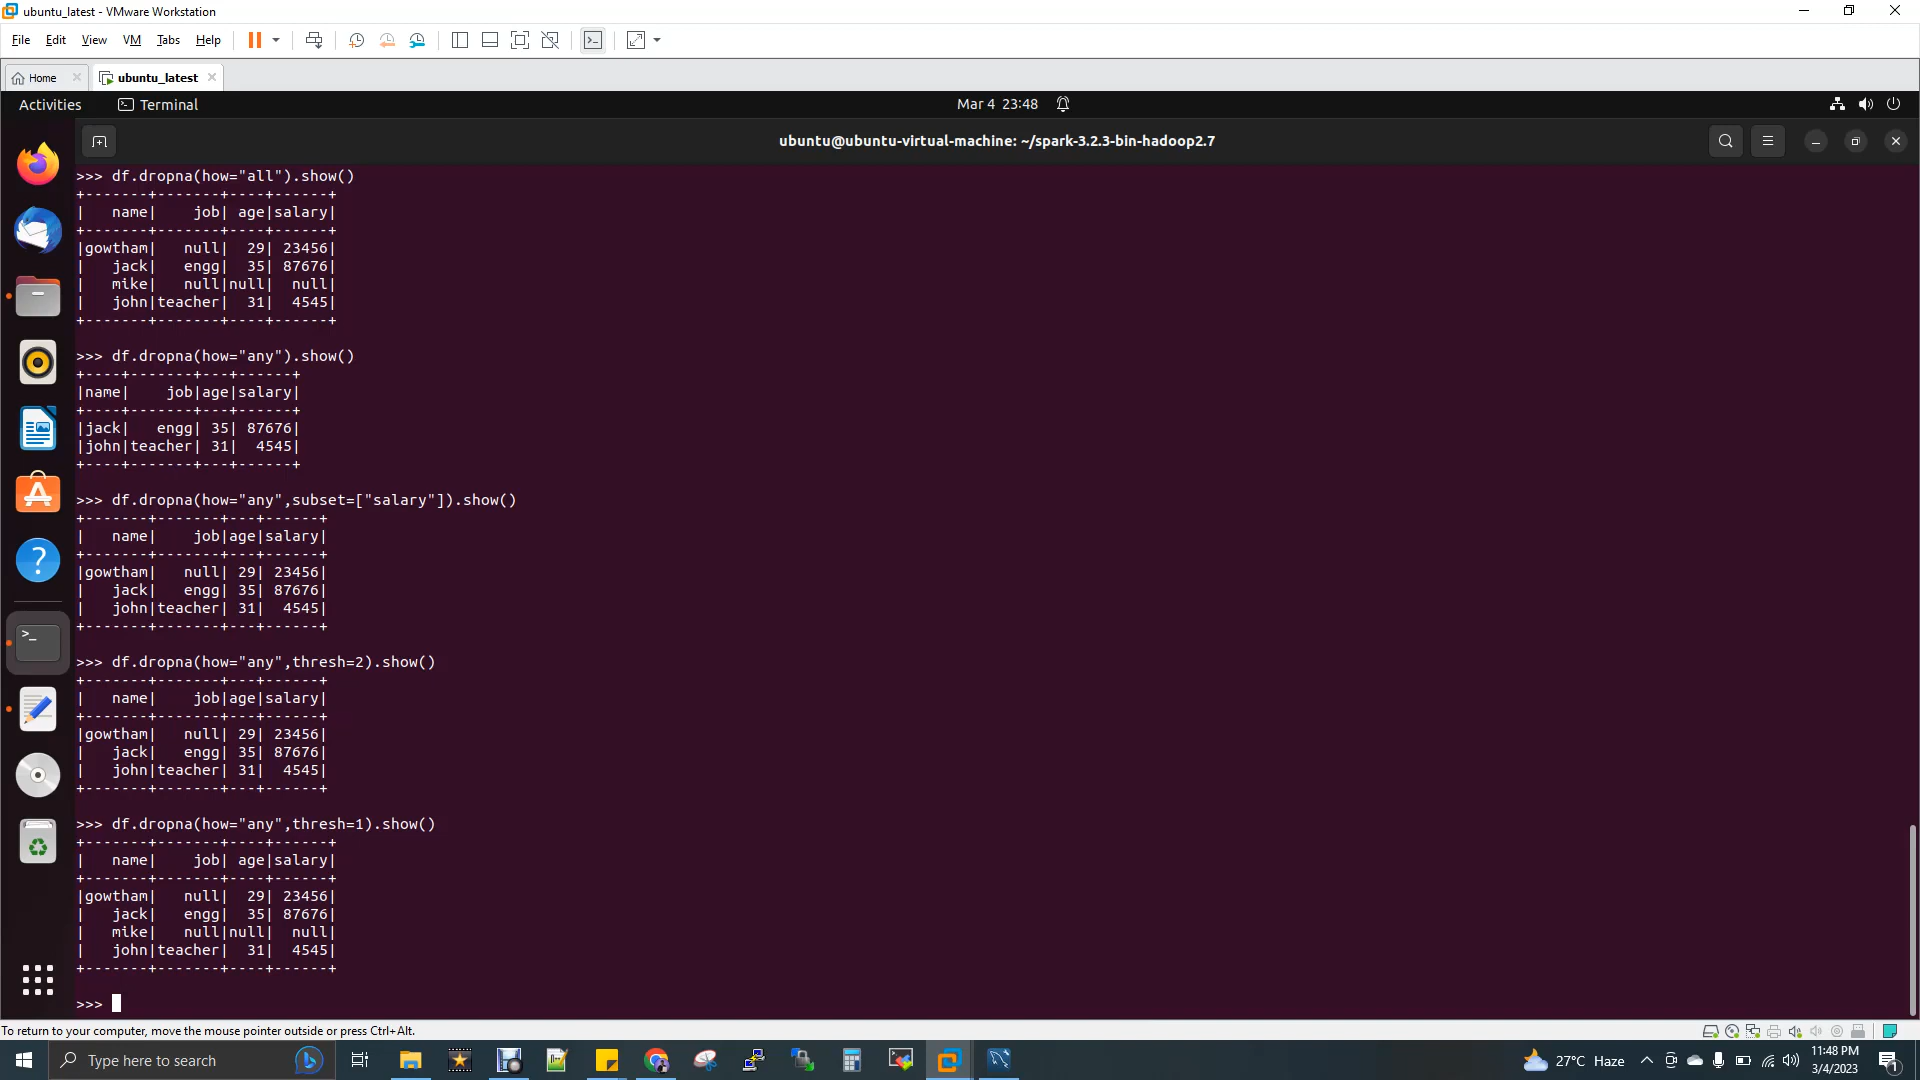 ubuntu_latest - VMware Workstation
File Edit View VM Tabs Help
Home ubuntu_latest
Activities Terminal Mar 4 23:48
ubuntu@ubuntu-virtual-machine: ~/spark-3.2.3-bin-hadoop2.7
>>> df.dropna(how="all").show()
+-------+-------+----+------+
|   name|    job| age|salary|
+-------+-------+----+------+
|gowtham|   null|  29| 23456|
|   jack|   engg|  35| 87676|
|   mike|   null|null|  null|
|   john|teacher|  31|  4545|
+-------+-------+----+------+
>>> df.dropna(how="any").show()
+----+-------+---+------+
|name|    job|age|salary|
+----+-------+---+------+
|jack|   engg| 35| 87676|
|john|teacher| 31|  4545|
+----+-------+---+------+
>>> df.dropna(how="any",subset=["salary"]).show()
+-------+-------+---+------+
|   name|    job|age|salary|
+-------+-------+---+------+
|gowtham|   null| 29| 23456|
|   jack|   engg| 35| 87676|
|   john|teacher| 31|  4545|
+-------+-------+---+------+
>>> df.dropna(how="any",thresh=2).show()
+-------+-------+---+------+
|   name|    job|age|salary|
+-------+-------+---+------+
|gowtham|   null| 29| 23456|
|   jack|   engg| 35| 87676|
|   john|teacher| 31|  4545|
+-------+-------+---+------+
>>> df.dropna(how="any",thresh=1).show()
+-------+-------+----+------+
|   name|    job| age|salary|
+-------+-------+----+------+
|gowtham|   null|  29| 23456|
|   jack|   engg|  35| 87676|
|   mike|   null|null|  null|
|   john|teacher|  31|  4545|
+-------+-------+----+------+
>>>
To return to your computer, move the mouse pointer outside or press Ctrl+Alt.
Type here to search
27°C Haze
11:48 PM
3/4/2023
1